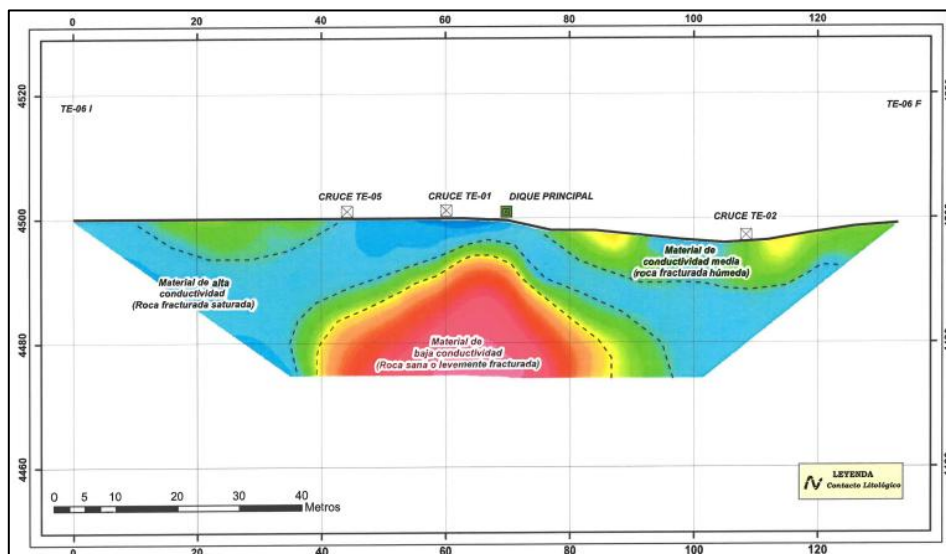 0 20 40 60 80 100 120
4520
TE-06 I
TE-06 F
CRUCE TE-05
CRUCE TE-01
DIQUE PRINCIPAL
CRUCE TE-02
4500
Material de
conductividad media
(roca fracturada húmeda)
Material de alta
conductividad
(Roca fracturada saturada)
4480
Material de
baja conductividad
(Roca sana o levemente fracturada)
4460
LEYENDA
Contacto Litológico
0 5 10 20 30 40
Metros
0 20 40 60 80 100 120